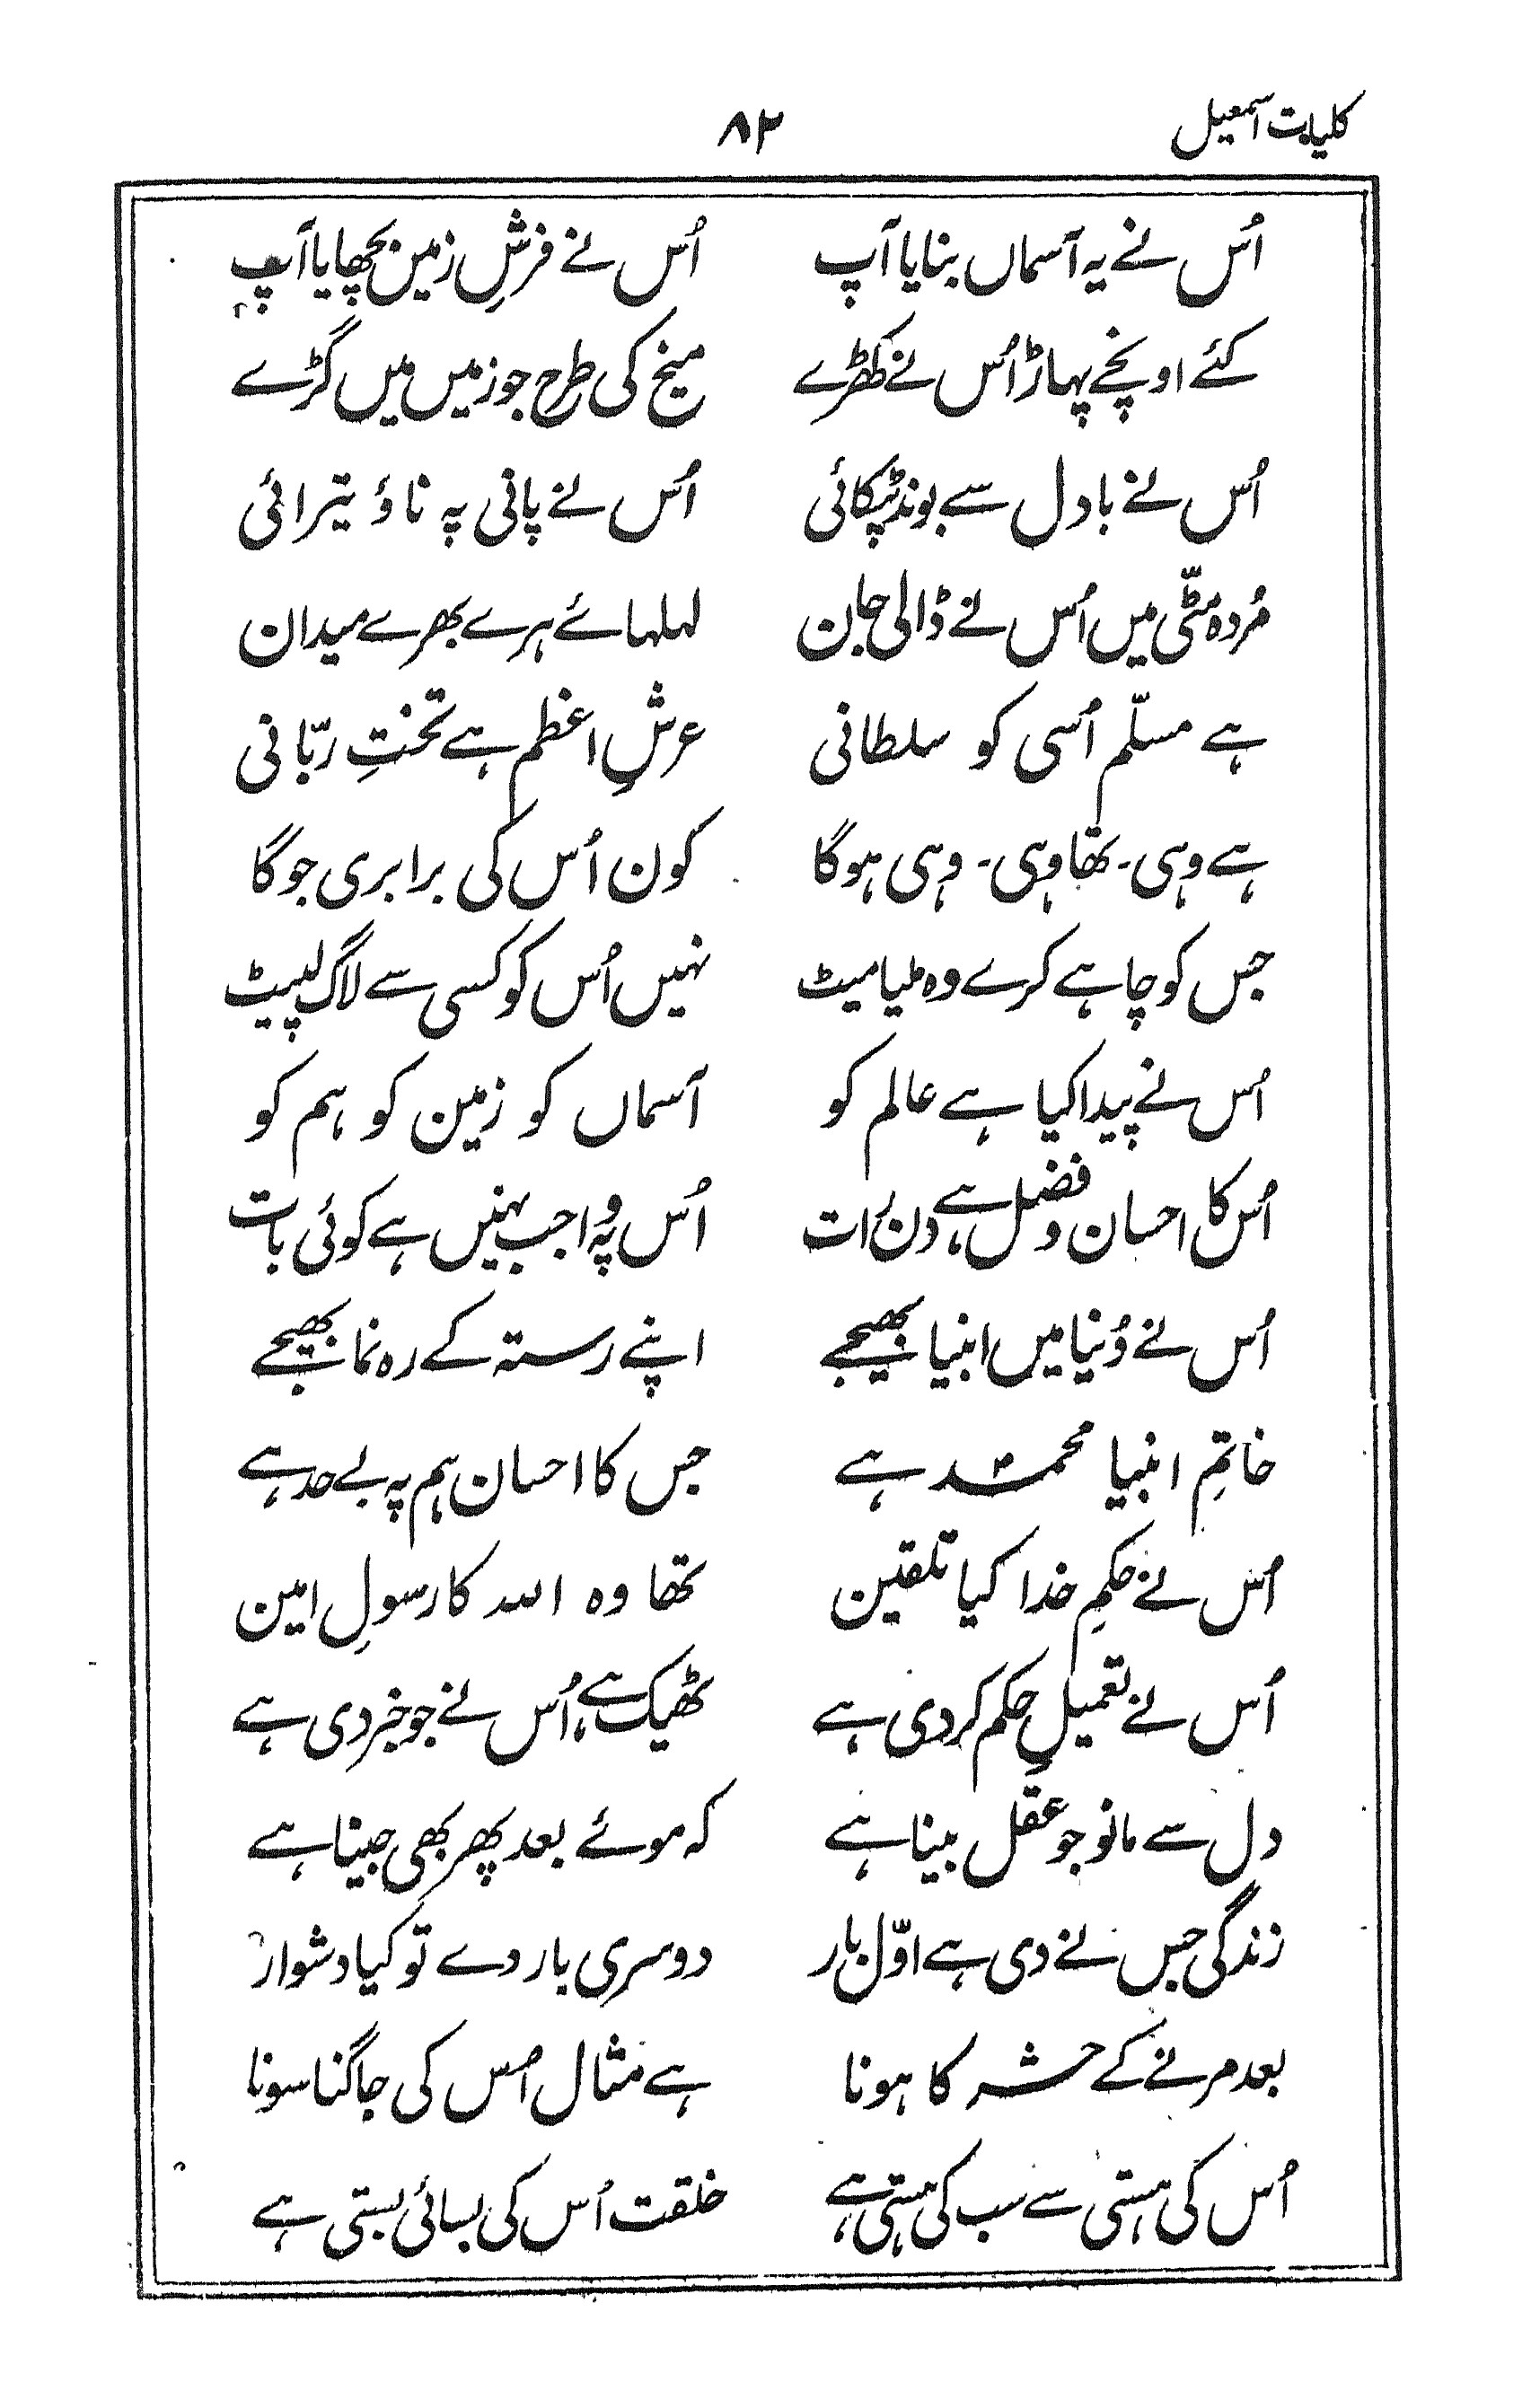 کلیات اسمعیل ۸۲
اُس نے یہ آسماں بنایا آپ اُس نے فرشِ زمین بچھایا آپ
کئے اونچے پہاڑ اُس نے کھڑے میخ کی طرح جو زمیں میں گڑے
اُس نے بادل سے بوند ٹپکائی اُس نے پانی پہ ناؤ تیرائی
مُردہ مٹّی میں اُس نے ڈالی جان لہلہائے ہرے بھرے میدان
ہے مسلّم اُسی کو سلطانی عرشِ اعظم ہے تختِ ربّانی
ہے وہی۔ تھا وہی۔ وہی ہوگا کون اُس کی برابری جوگا
جس کو چاہے کرے وہ ملیامیٹ نہیں اُس کو کسی سے لاگ لپیٹ
اُس نے پیدا کیا ہے عالم کو آسماں کو زمین کو ہم کو
اُس کا احسان و فضل ہے، دن رات اُس پہ واجب نہیں ہے کوئی بات
اُس نے دُنیا میں انبیا بھیجے اپنے رستہ کے رہ نما بھیجے
خاتمِ انبیا محمدؐ ہے جس کا احسان ہم پہ بے حد ہے
اُس نے حکمِ خدا کیا تلقین تھا وہ اللہ کا رسولِ امین
اُس نے تعمیلِ حکم کر دی ہے ٹھیک ہے، اُس نے جو خبر دی ہے
دل سے مانو جو عقل بینا ہے کہ موئے بعد پھر بھی جینا ہے
زندگی جس نے دی ہے اوّل بار دوسری بار دے تو کیا دشوار
بعد مرنے کے حشر کا ہونا ہے مثال اُس کی جاگنا سونا
اُس کی ہستی سے سب کی ہستی ہے خلقت اُس کی بسائی بستی ہے